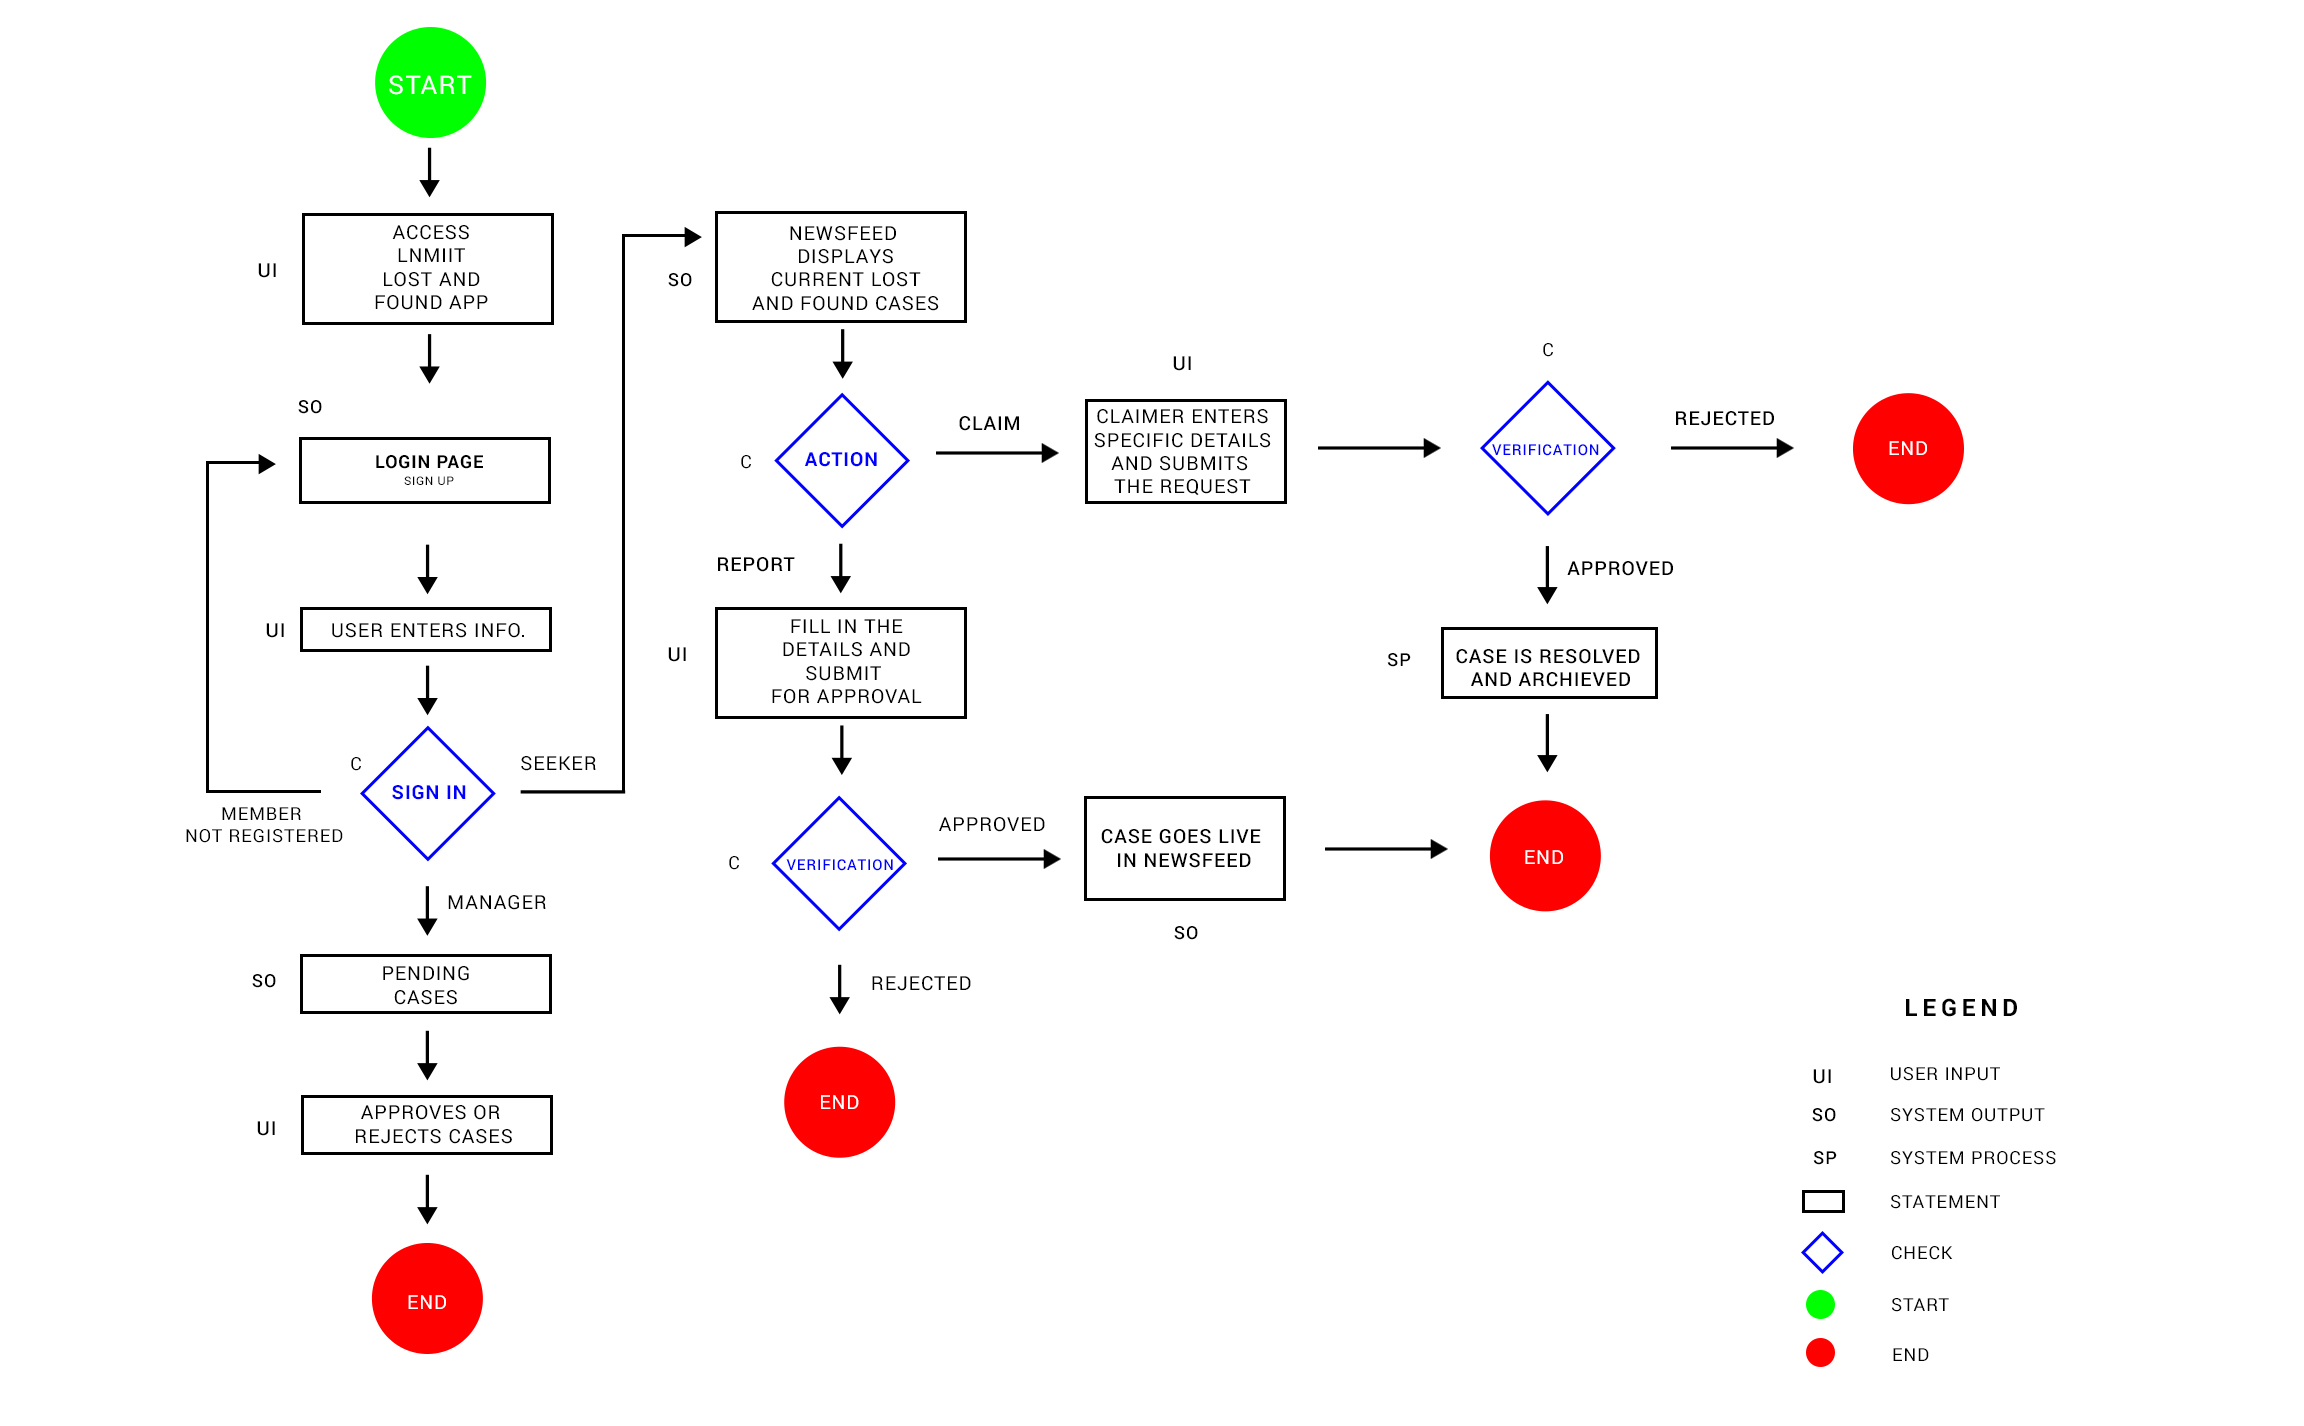 START
UI
ACCESS
LNMIIT
LOST AND
FOUND APP
SO
LOGIN PAGE
SIGN UP
UI
USER ENTERS INFO.
C
SIGN IN
SEEKER
MEMBER
NOT REGISTERED
MANAGER
SO
PENDING
CASES
UI
APPROVES OR
REJECTS CASES
END
SO
NEWSFEED
DISPLAYS
CURRENT LOST
AND FOUND CASES
C
ACTION
CLAIM
REPORT
UI
FILL IN THE
DETAILS AND
SUBMIT
FOR APPROVAL
C
VERIFICATION
APPROVED
REJECTED
END
UI
CLAIMER ENTERS
SPECIFIC DETAILS
AND SUBMITS
THE REQUEST
C
VERIFICATION
REJECTED
END
APPROVED
SP
CASE IS RESOLVED
AND ARCHIEVED
CASE GOES LIVE
IN NEWSFEED
SO
END
LEGEND
UI USER INPUT
SO SYSTEM OUTPUT
SP SYSTEM PROCESS
STATEMENT
CHECK
START
END